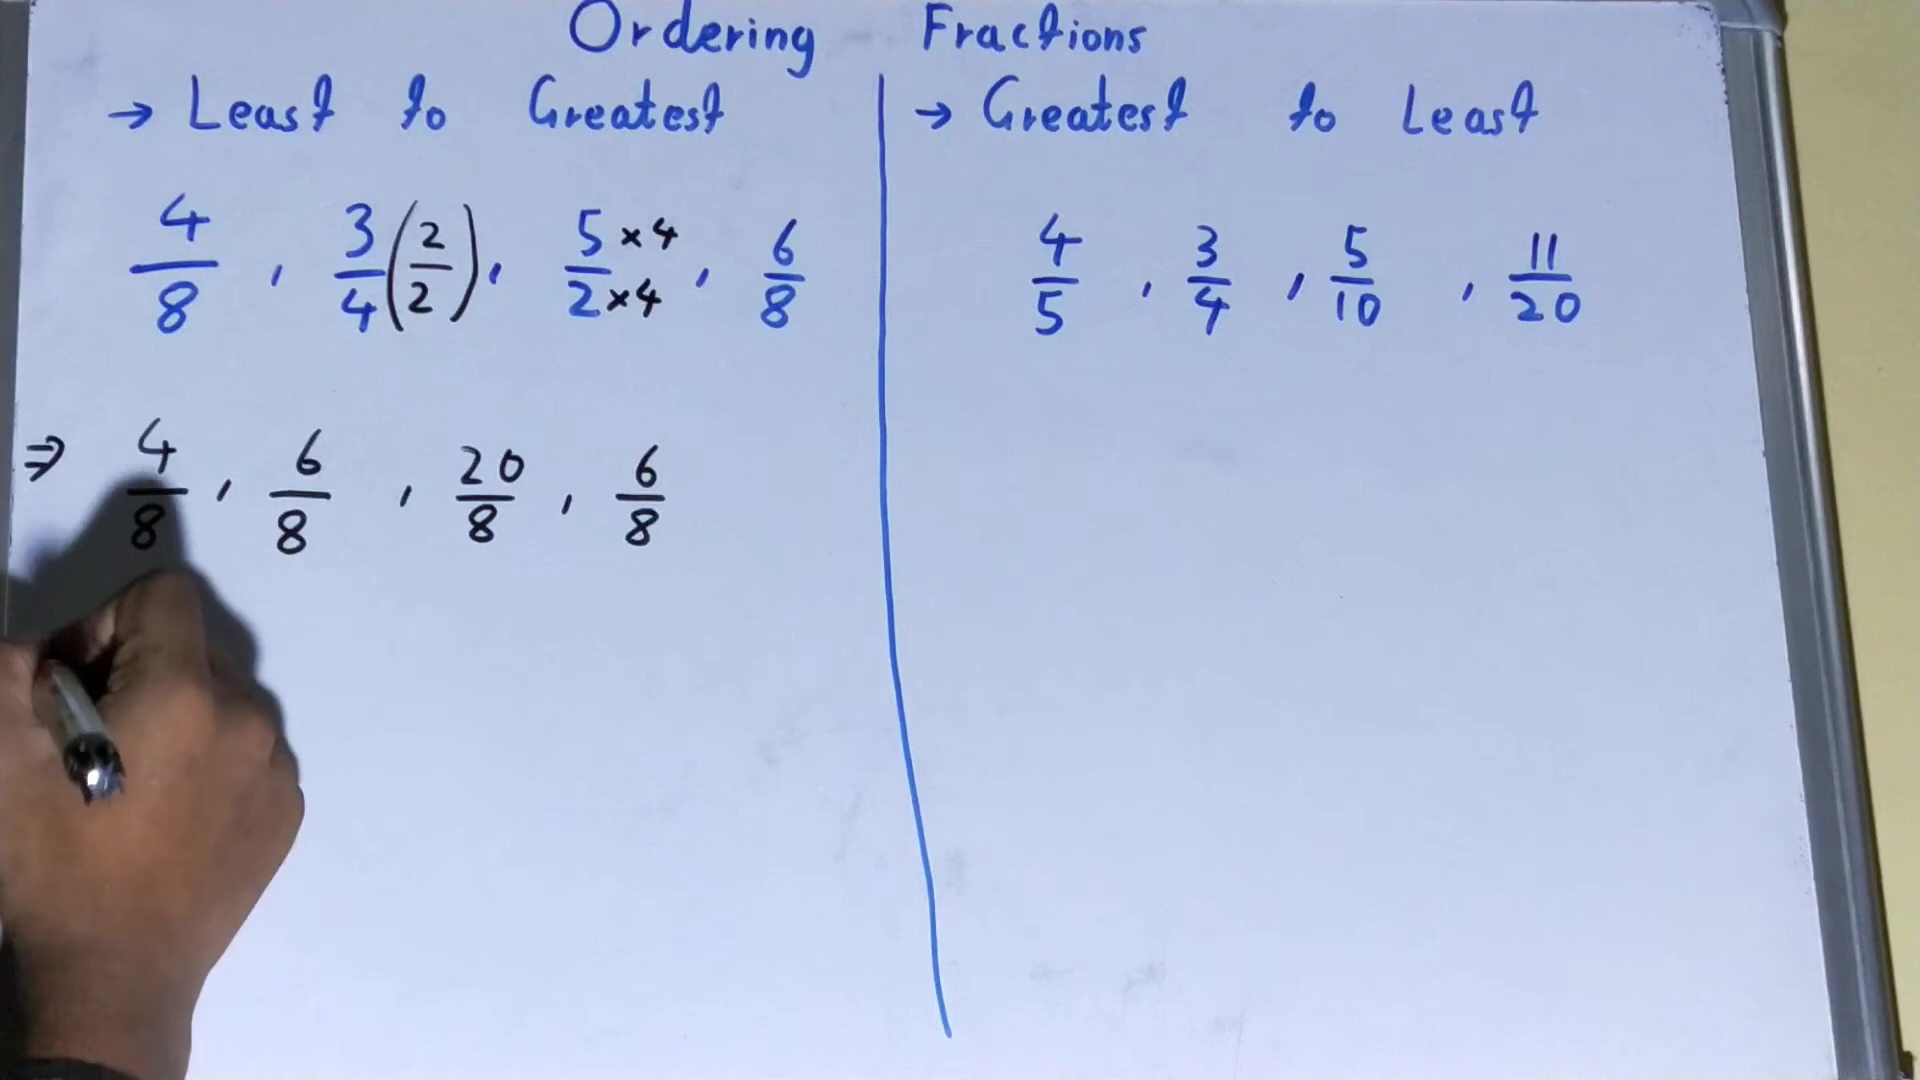 Ordering Fractions
→ Least to Greatest
4/8 , 3/4 (2/2) , 5×4/2×4 , 6/8
⇒ 4/8 , 6/8 , 20/8 , 6/8
→ Greatest to Least
4/5 , 3/4 , 5/10 , 11/20